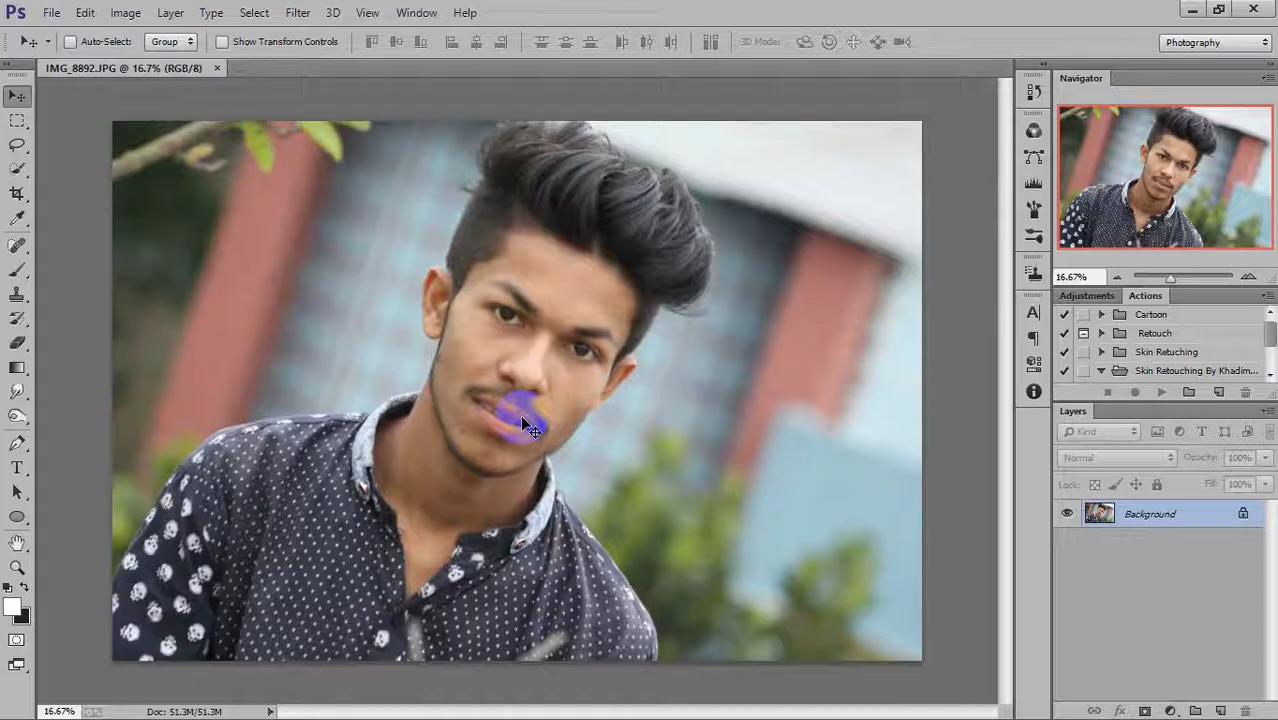 Ps File Edit Image Layer Type Select Filter 3D View Window Help
Auto-Select: Group Show Transform Controls 3D Mode: Photography
IMG_8892.JPG @ 16.7% (RGB/8) ×
Navigator
16.67%
Adjustments Actions
Cartoon
Retouch
Skin Retuching
Skin Retouching By Khadim...
Layers
Kind
Normal Opacity: 100%
Lock: Fill: 100%
Background
16.67% Doc: 51.3M/51.3M